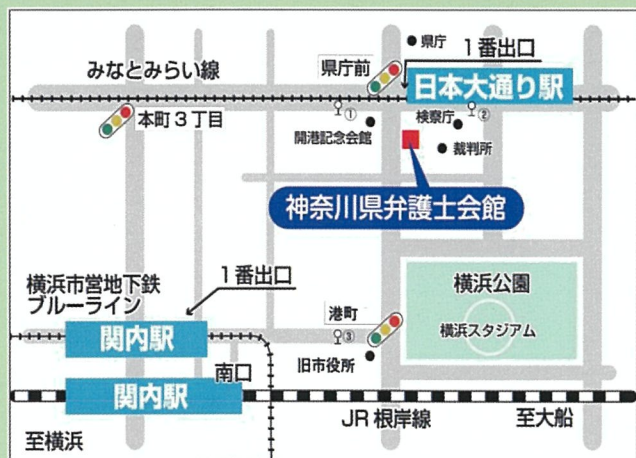 県庁
1番出口
県庁前
みなとみらい線
日本大通り駅
本町3丁目
①
開港記念会館
検察庁
②
裁判所
神奈川県弁護士会館
横浜市営地下鉄
ブルーライン
1番出口
横浜公園
港町
③
横浜スタジアム
関内駅
旧市役所
南口
関内駅
JR根岸線
至大船
至横浜